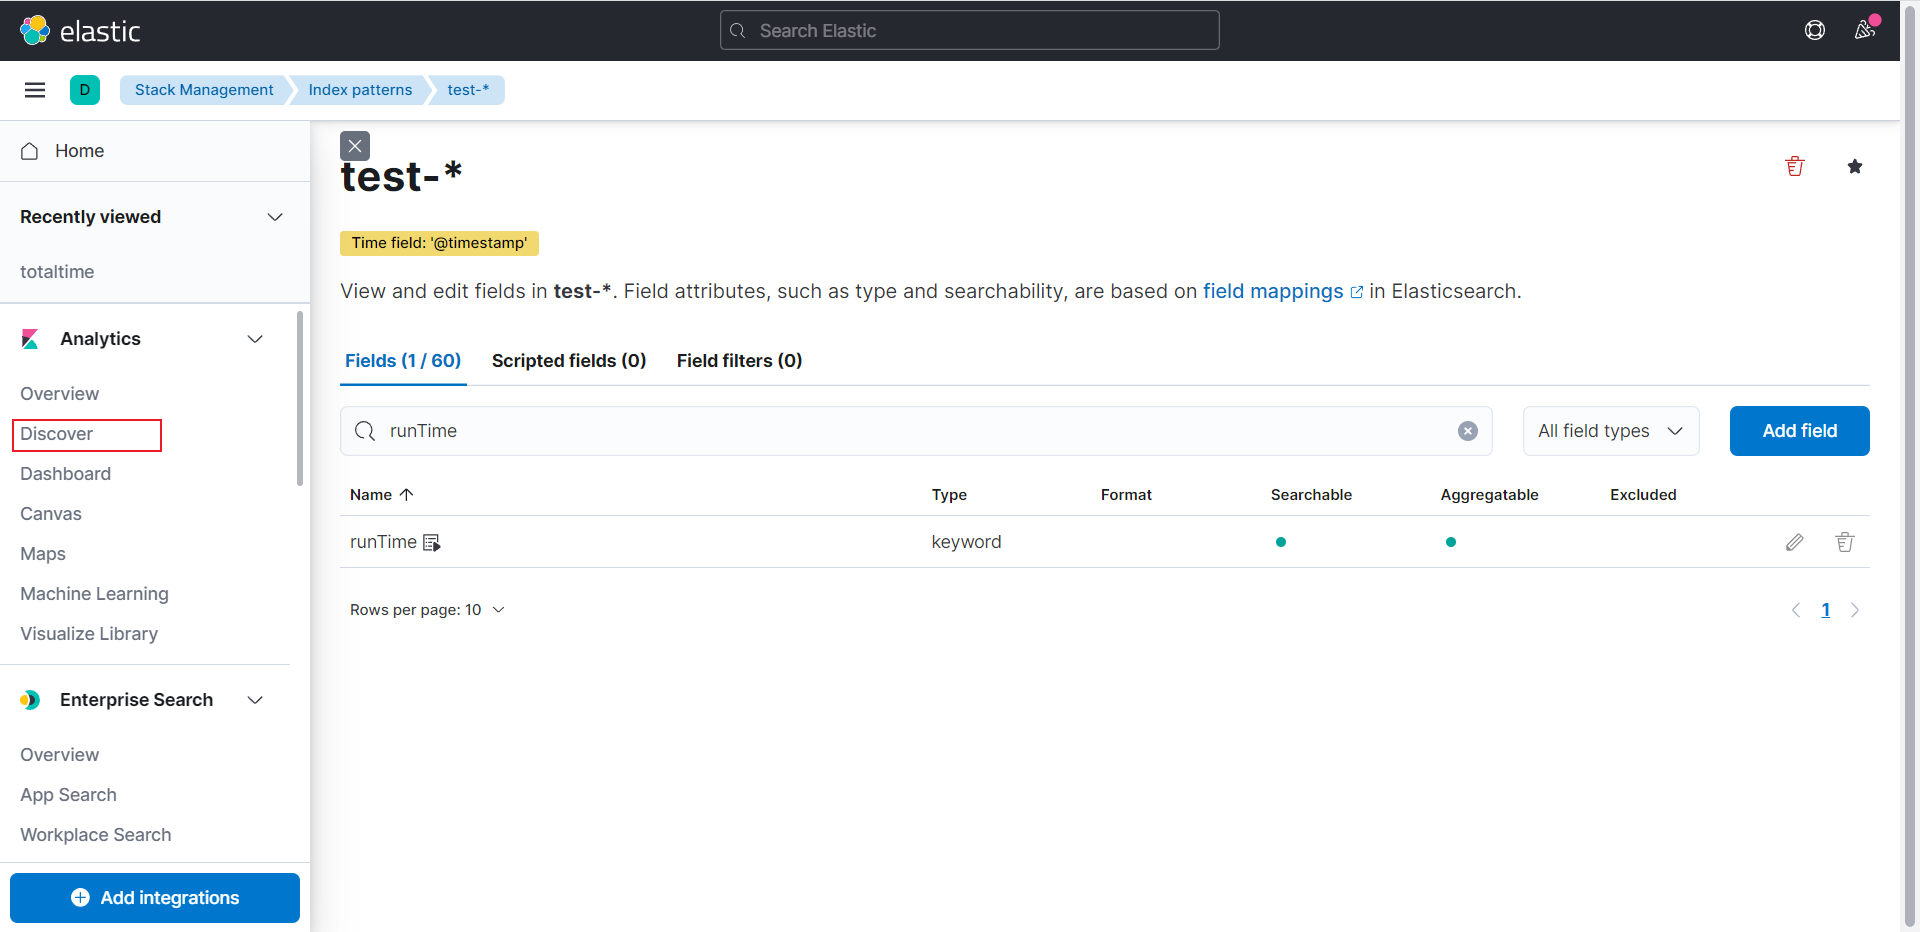 elastic
Search Elastic
D
Stack Management
Index patterns
test-*
Home
Recently viewed
totaltime
Analytics
Overview
Discover
Dashboard
Canvas
Maps
Machine Learning
Visualize Library
Enterprise Search
Overview
App Search
Workplace Search
Add integrations
test-*
Time field: '@timestamp'
View and edit fields in test-*. Field attributes, such as type and searchability, are based on field mappings in Elasticsearch.
Fields (1 / 60)
Scripted fields (0)
Field filters (0)
runTime
All field types
Add field
Name Type Format Searchable Aggregatable Excluded
runTime keyword
Rows per page: 10
1